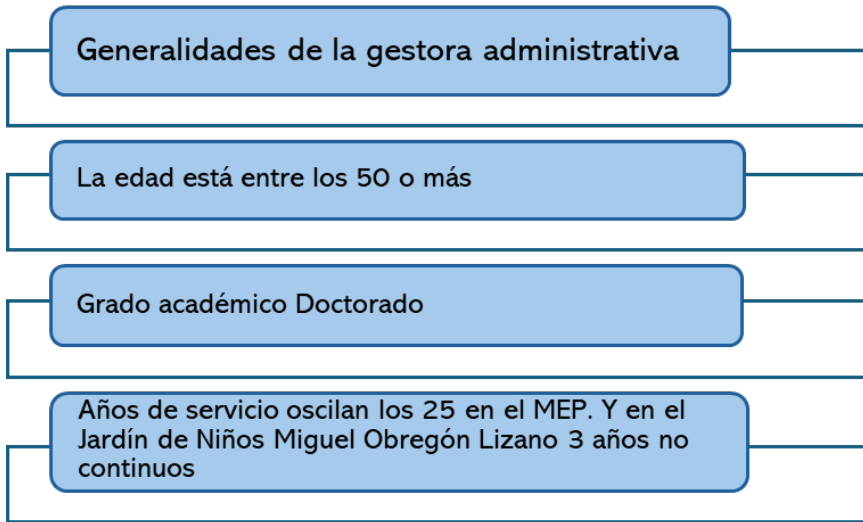 Generalidades de la gestora administrativa
La edad está entre los 50 o más
Grado académico Doctorado
Años de servicio oscilan los 25 en el MEP. Y en el
Jardín de Niños Miguel Obregón Lizano 3 años no
continuos